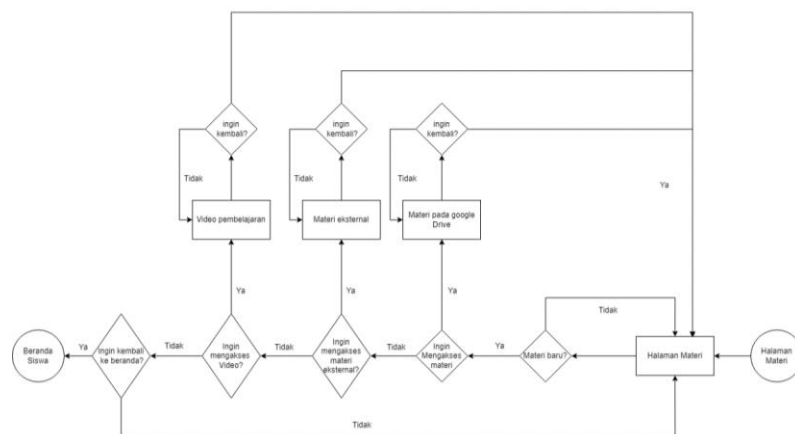 ingin
kembali?
ingin
kembali?
ingin
kembali?
Tidak
Tidak
Tidak
Ya
Video pembelajaran
Materi eksternal
Materi pada google
Drive
Ya
Ya
Ya
Tidak
Beranda
Siswa
Ya
Ingin kembali
ke beranda?
Tidak
Ingin
mengakses
Video?
Tidak
Ingin
mengakses
materi
eksternal?
Tidak
Ingin
Mengakses
materi
Ya
Materi baru?
Halaman Materi
Halaman
Materi
Tidak